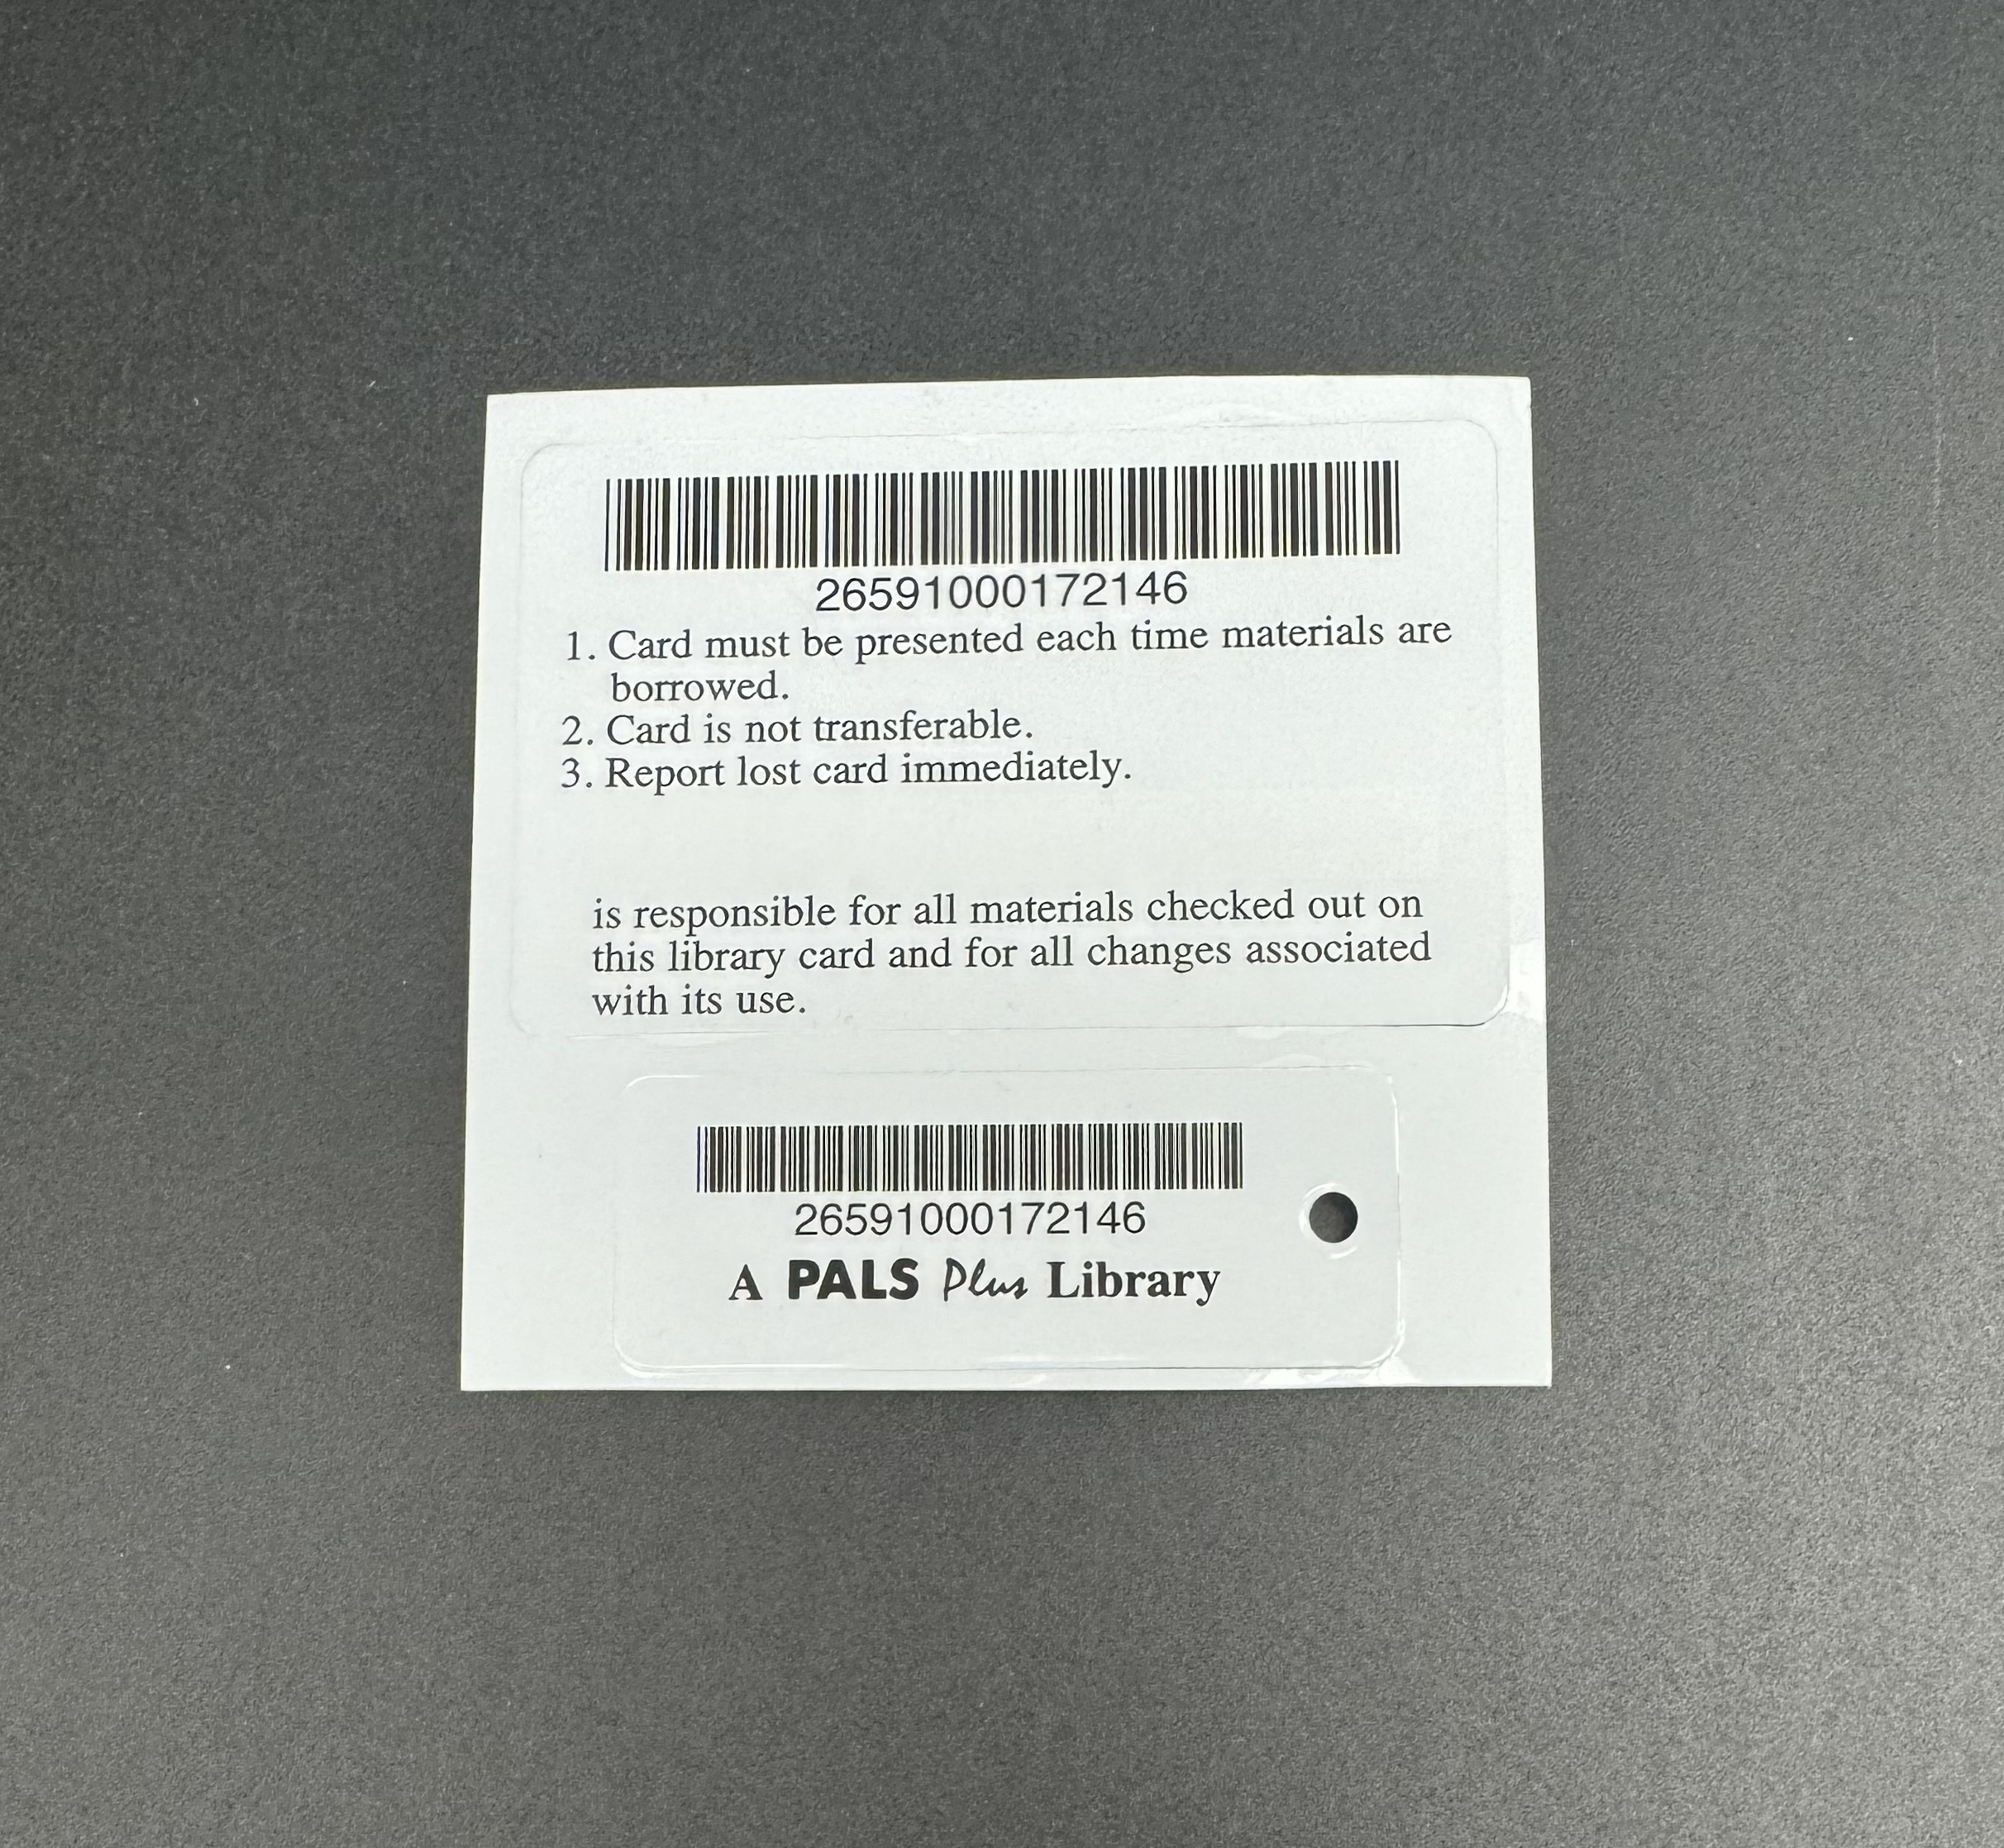 26591000172146
1. Card must be presented each time materials are
borrowed.
2. Card is not transferable.
3. Report lost card immediately.
is responsible for all materials checked out on
this library card and for all changes associated
with its use.
26591000172146
A PALS Plus Library